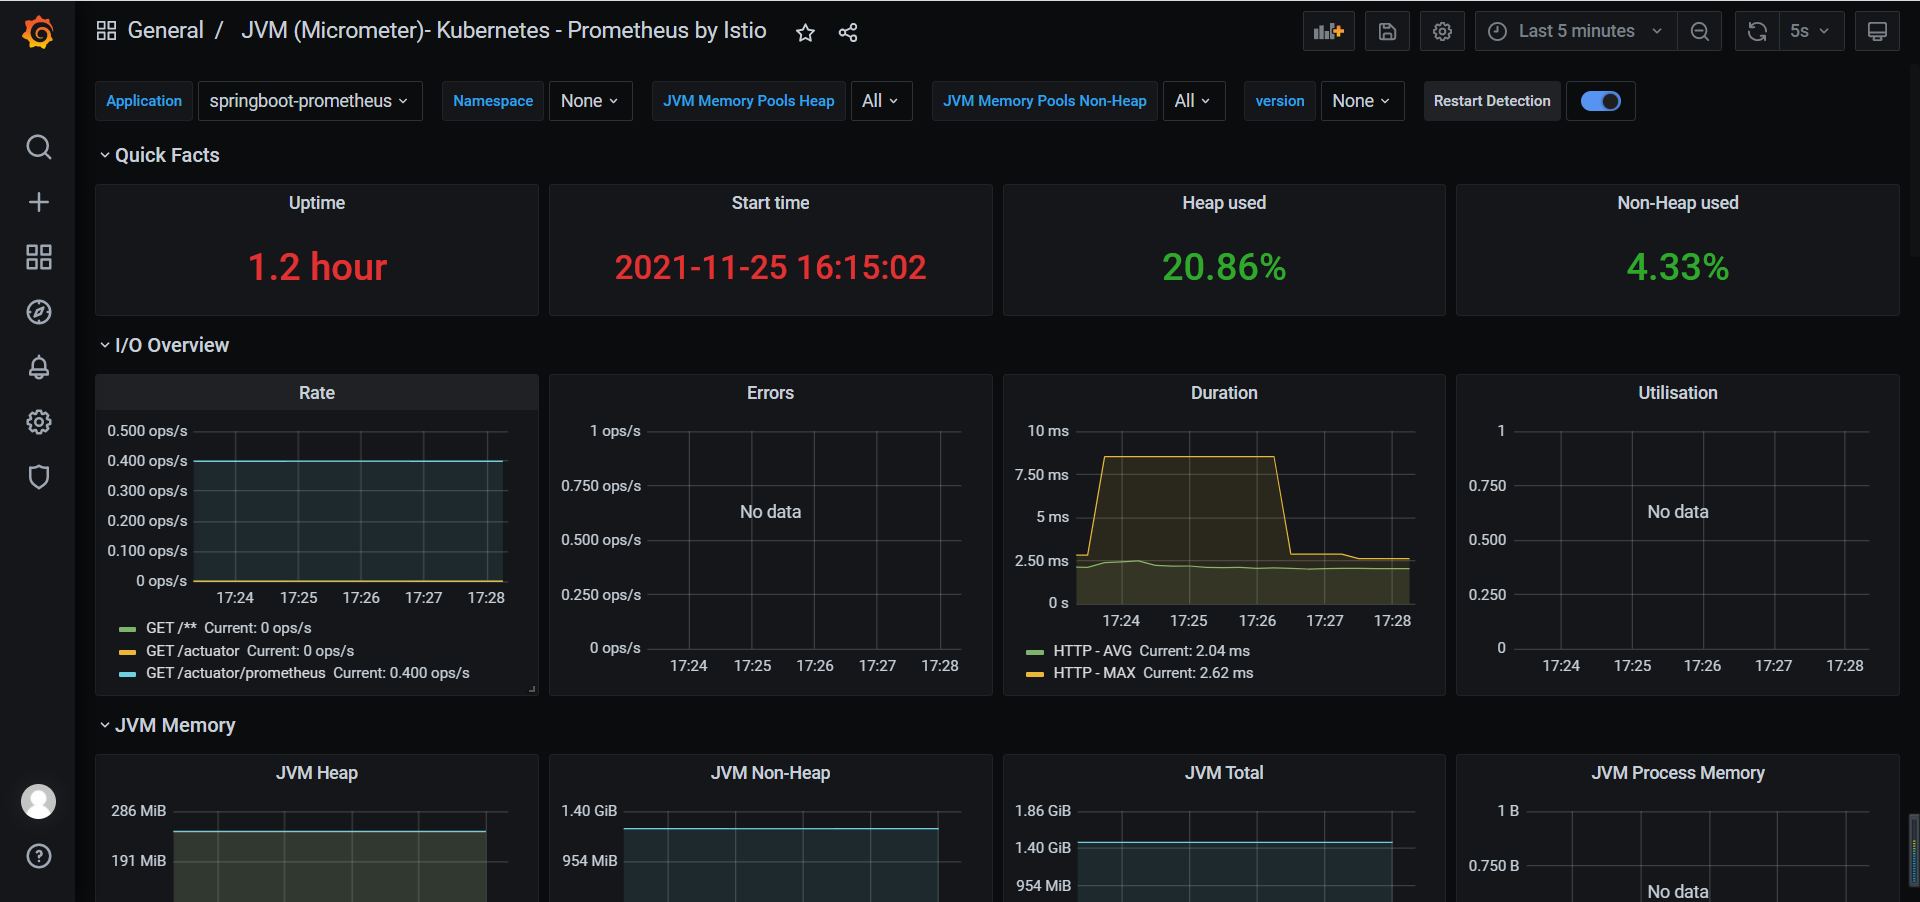 General / JVM (Micrometer)- Kubernetes - Prometheus by Istio
Last 5 minutes
5s
Application springboot-prometheus Namespace None JVM Memory Pools Heap All JVM Memory Pools Non-Heap All version None Restart Detection
Quick Facts
Uptime
1.2 hour
Start time
2021-11-25 16:15:02
Heap used
20.86%
Non-Heap used
4.33%
I/O Overview
Rate
0.500 ops/s
0.400 ops/s
0.300 ops/s
0.200 ops/s
0.100 ops/s
0 ops/s
17:24 17:25 17:26 17:27 17:28
GET /** Current: 0 ops/s
GET /actuator Current: 0 ops/s
GET /actuator/prometheus Current: 0.400 ops/s
Errors
1 ops/s
0.750 ops/s
No data
0.500 ops/s
0.250 ops/s
0 ops/s
17:24 17:25 17:26 17:27 17:28
Duration
10 ms
7.50 ms
5 ms
2.50 ms
0 s
17:24 17:25 17:26 17:27 17:28
HTTP - AVG Current: 2.04 ms
HTTP - MAX Current: 2.62 ms
Utilisation
1
0.750
No data
0.500
0.250
0
17:24 17:25 17:26 17:27 17:28
JVM Memory
JVM Heap
286 MiB
191 MiB
JVM Non-Heap
1.40 GiB
954 MiB
JVM Total
1.86 GiB
1.40 GiB
954 MiB
JVM Process Memory
1 B
0.750 B
No data